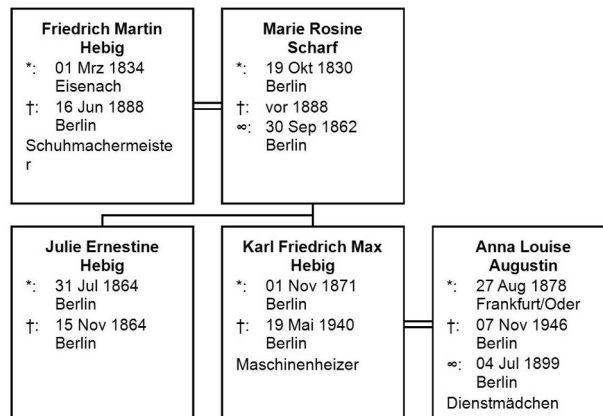 Friedrich Martin
Hebig
*: 01 Mrz 1834
Eisenach
†: 16 Jun 1888
Berlin
Schuhmachermeiste
r
Marie Rosine
Scharf
*: 19 Okt 1830
Berlin
†: vor 1888
⚭: 30 Sep 1862
Berlin
Julie Ernestine
Hebig
*: 31 Jul 1864
Berlin
†: 15 Nov 1864
Berlin
Karl Friedrich Max
Hebig
*: 01 Nov 1871
Berlin
†: 19 Mai 1940
Berlin
Maschinenheizer
Anna Louise
Augustin
*: 27 Aug 1878
Frankfurt/Oder
†: 07 Nov 1946
Berlin
⚭: 04 Jul 1899
Berlin
Dienstmädchen